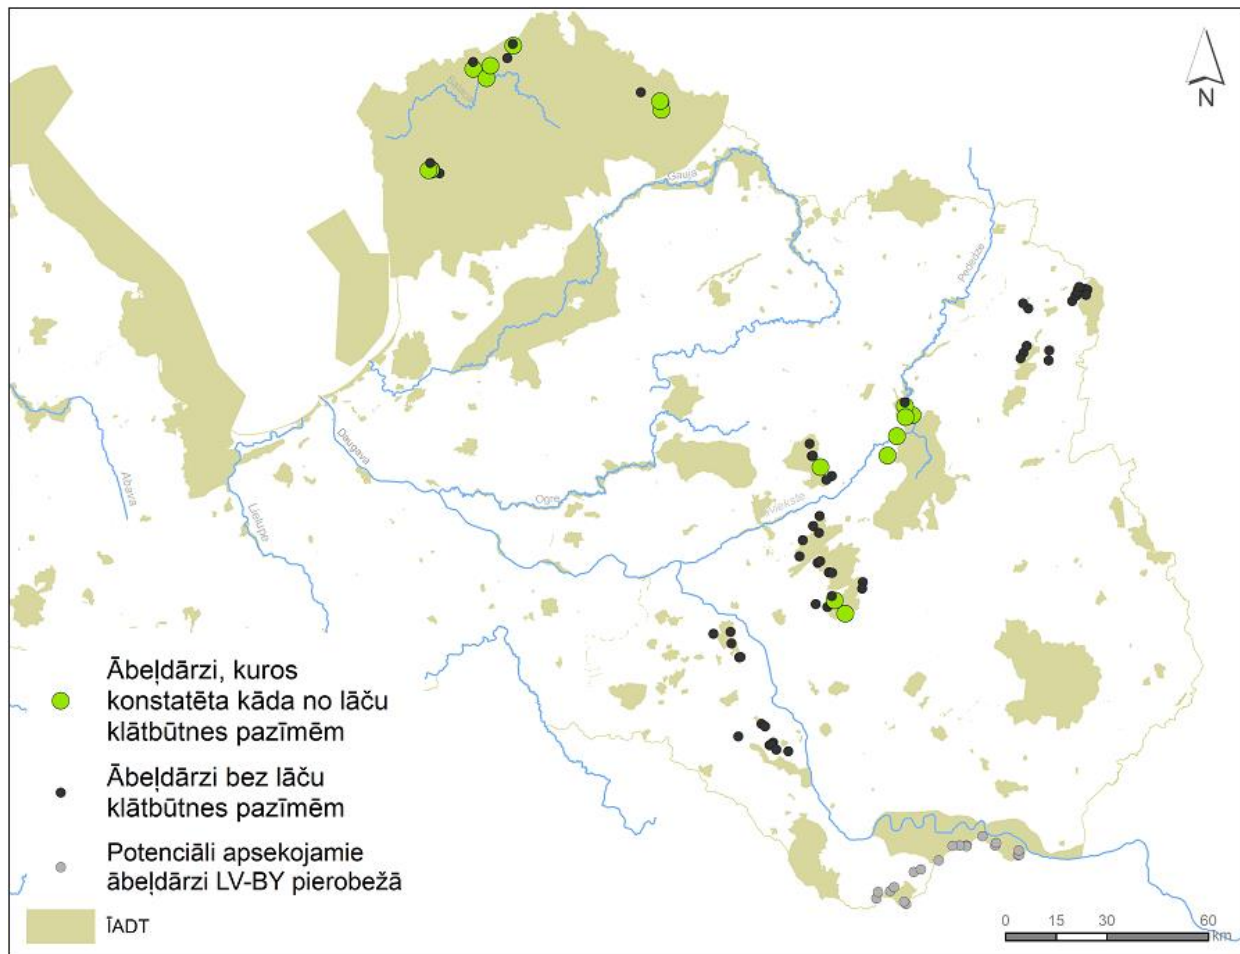 N
Salaca
Gauja
Pededze
Daugava
Abava
Ogre
Aiviekste
Lielupe
Ābeļdārzi, kuros
konstatēta kāda no lāču
klātbūtnes pazīmēm
Ābeļdārzi bez lāču
klātbūtnes pazīmēm
Potenciāli apsekojamie
ābeļdārzi LV-BY pierobežā
ĪADT
0 15 30 60
km